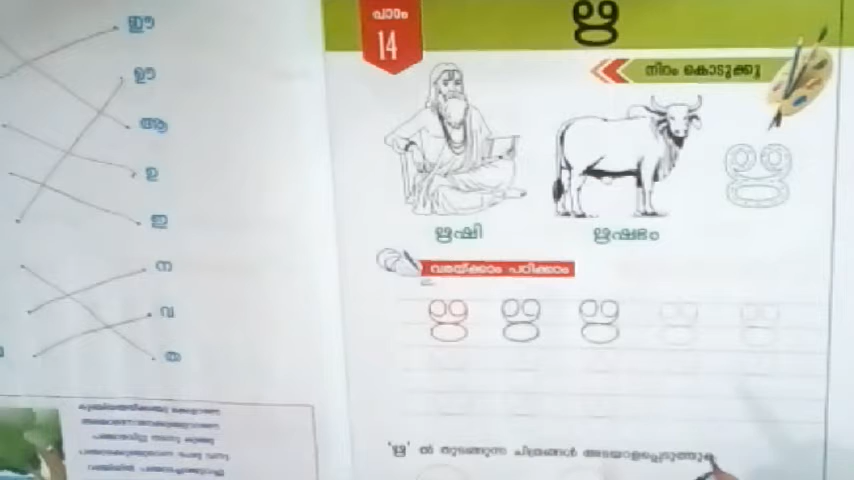 ഈ
ഊ
ആ
ഉ
ഇ
ന
വ
ത
പാഠം
14
ഋ
നിറം കൊടുക്കൂ
ഋഷി
ഋഷഭം
വരയ്ക്കാം പഠിക്കാം
ഋ ഋ ഋ ഋ ഋ
'ഋ' ൽ തുടങ്ങുന്ന ചിത്രങ്ങൾ അടയാളപ്പെടുത്തുക